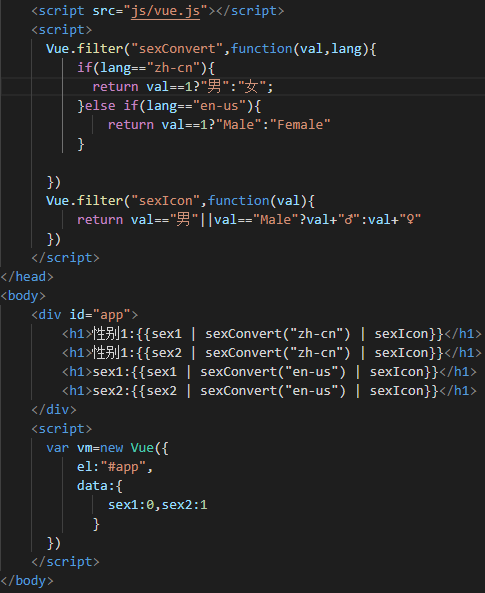 <script src="js/vue.js"></script>
<script>
Vue.filter("sexConvert",function(val,lang){
if(lang=="zh-cn"){
return val==1?"男":"女";
}else if(lang=="en-us"){
return val==1?"Male":"Female"
}
})
Vue.filter("sexIcon",function(val){
return val=="男"||val=="Male"?val+"♂":val+"♀"
})
</script>
</head>
<body>
<div id="app">
<h1>性别1:{{sex1 | sexConvert("zh-cn") | sexIcon}}</h1>
<h1>性别1:{{sex2 | sexConvert("zh-cn") | sexIcon}}</h1>
<h1>sex1:{{sex1 | sexConvert("en-us") | sexIcon}}</h1>
<h1>sex2:{{sex2 | sexConvert("en-us") | sexIcon}}</h1>
</div>
<script>
var vm=new Vue({
el:"#app",
data:{
sex1:0,sex2:1
}
})
</script>
</body>